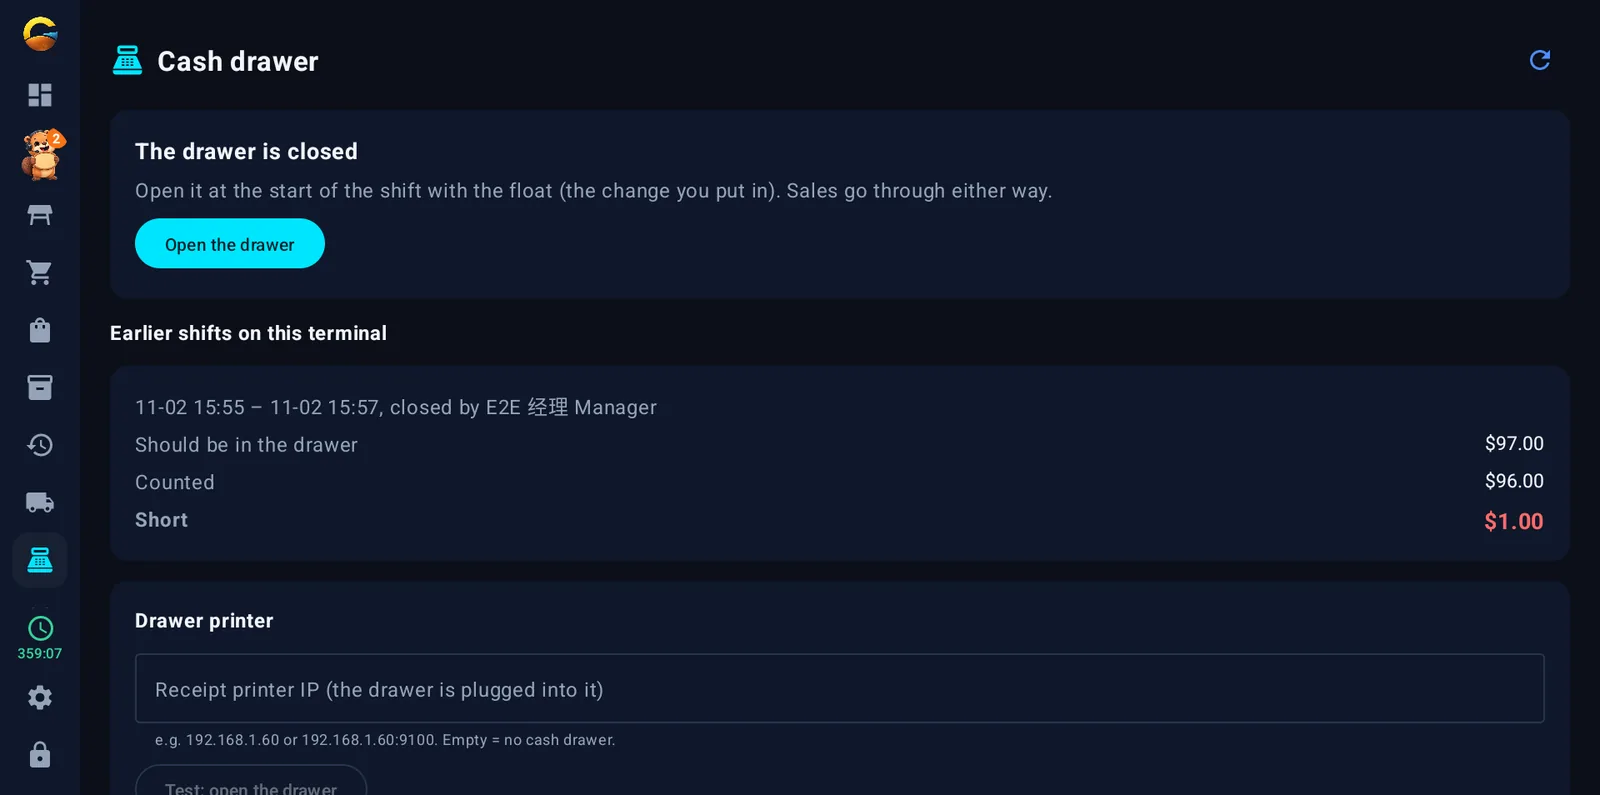 Cash drawer
2
The drawer is closed
Open it at the start of the shift with the float (the change you put in). Sales go through either way.
Open the drawer
Earlier shifts on this terminal
11-02 15:55 – 11-02 15:57, closed by E2E 经理 Manager
Should be in the drawer $97.00
Counted $96.00
Short $1.00
359:07
Drawer printer
Receipt printer IP (the drawer is plugged into it)
e.g. 192.168.1.60 or 192.168.1.60:9100. Empty = no cash drawer.
Test: open the drawer